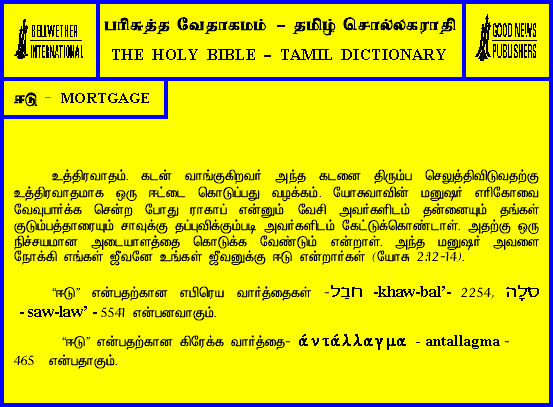 BELLWETHER
INTERNATIONAL
பரிசுத்த வேதாகமம் – தமிழ் சொல்லகராதி
THE HOLY BIBLE – TAMIL DICTIONARY
GOOD NEWS
PUBLISHERS
ஈடு – MORTGAGE
உத்திரவாதம். கடன் வாங்குகிறவர் அந்த கடனை திரும்ப செலுத்திவிடுவதற்கு
உத்திரவாதமாக ஒரு ஈட்டை கொடுப்பது வழக்கம். யோசுவாவின் மனுஷர் எரிகோவை
வேவுபார்க்க சென்ற போது ராகாப் என்னும் வேசி அவர்களிடம் தன்னையும் தங்கள்
குடும்பத்தாரையும் சாவுக்கு தப்புவிக்கும்படி அவர்களிடம் கேட்டுக்கொண்டாள். அதற்கு ஒரு
நிச்சயமான அடையாளத்தை கொடுக்க வேண்டும் என்றாள். அந்த மனுஷர் அவளை
நோக்கி எங்கள் ஜீவனே உங்கள் ஜீவனுக்கு ஈடு என்றார்கள் (யோசு 2:12-14).
“ஈடு” என்பதற்கான எபிரெய வார்த்தைகள் -חבַל -khaw-bal’- 2254, סלָה
- saw-law’ - 5541 என்பனவாகும்.
“ஈடு” என்பதற்கான கிரேக்க வார்த்தை- άντάλλαγμα - antallagma -
465 என்பதாகும்.